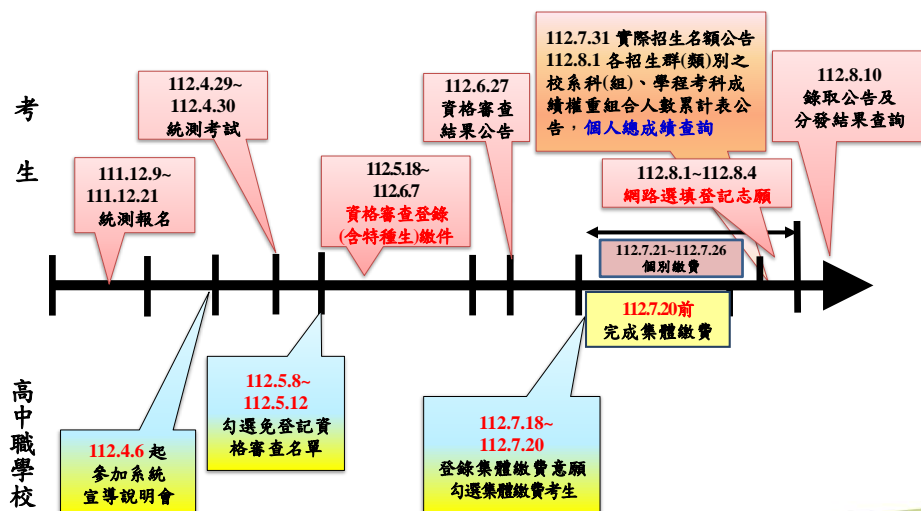 考
生
111.12.9~
111.12.21
統測報名
112.4.29~
112.4.30
統測考試
112.5.18~
112.6.7
資格審查登錄
(含特種生)繳件
112.6.27
資格審查
結果公告
112.7.31 實際招生名額公告
112.8.1 各招生群(類)別之
校系科(組)、學程考科成
績權重組合人數累計表公
告，個人總成績查詢
112.8.1~112.8.4
網路選填登記志願
112.8.10
錄取公告及
分發結果查詢
112.7.21~112.7.26
個別繳費
112.7.20前
完成集體繳費
高
中
職
學
校
112.4.6 起
參加系統
宣導說明會
112.5.8~
112.5.12
勾選免登記資
格審查名單
112.7.18~
112.7.20
登錄集體繳費意願
勾選集體繳費考生